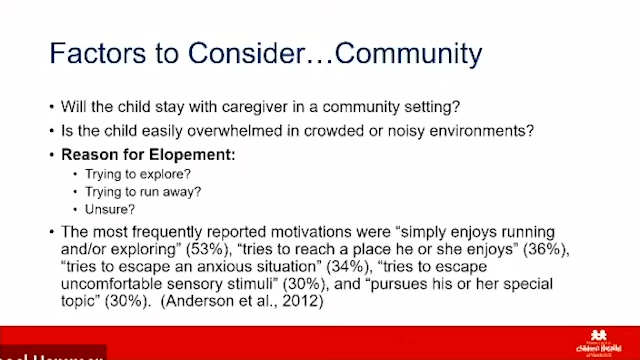 Factors to Consider…Community
• Will the child stay with caregiver in a community setting?
• Is the child easily overwhelmed in crowded or noisy environments?
• Reason for Elopement:
• Trying to explore?
• Trying to run away?
• Unsure?
• The most frequently reported motivations were “simply enjoys running
and/or exploring” (53%), “tries to reach a place he or she enjoys” (36%),
“tries to escape an anxious situation” (34%), “tries to escape
uncomfortable sensory stimuli” (30%), and “pursues his or her special
topic” (30%). (Anderson et al., 2012)